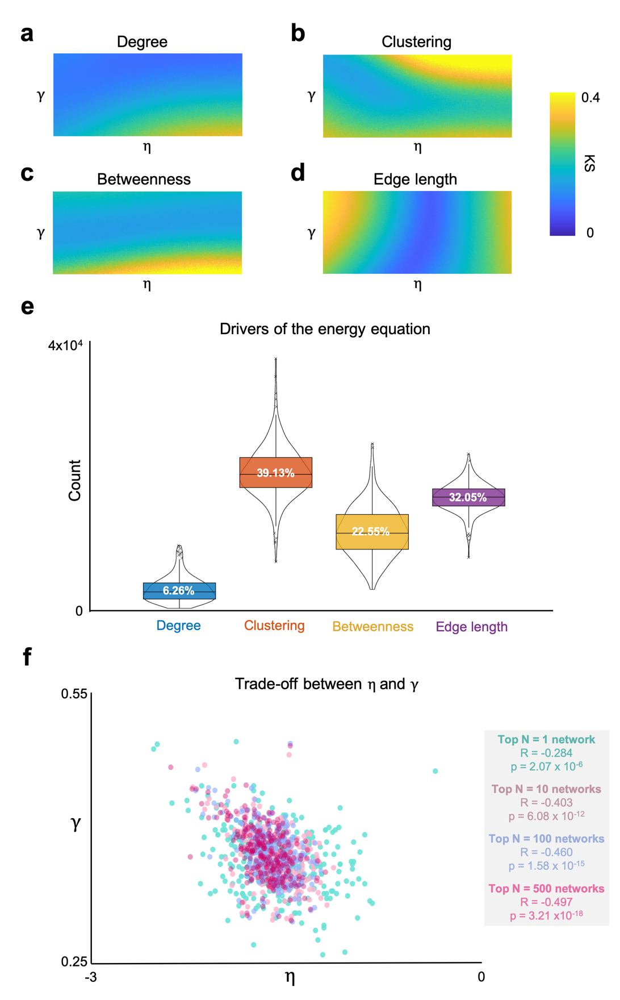 a
Degree
γ
η
b
Clustering
γ
η
0.4
KS
0
c
Betweenness
γ
η
d
Edge length
γ
η
e
Drivers of the energy equation
4x10⁴
Count
0
6.26%
39.13%
22.55%
32.05%
Degree
Clustering
Betweenness
Edge length
f
Trade-off between η and γ
0.55
γ
0.25
-3
η
0
Top N = 1 network
R = -0.284
p = 2.07 x 10⁻⁶
Top N = 10 networks
R = -0.403
p = 6.08 x 10⁻¹²
Top N = 100 networks
R = -0.460
p = 1.58 x 10⁻¹⁵
Top N = 500 networks
R = -0.497
p = 3.21 x10⁻¹⁸